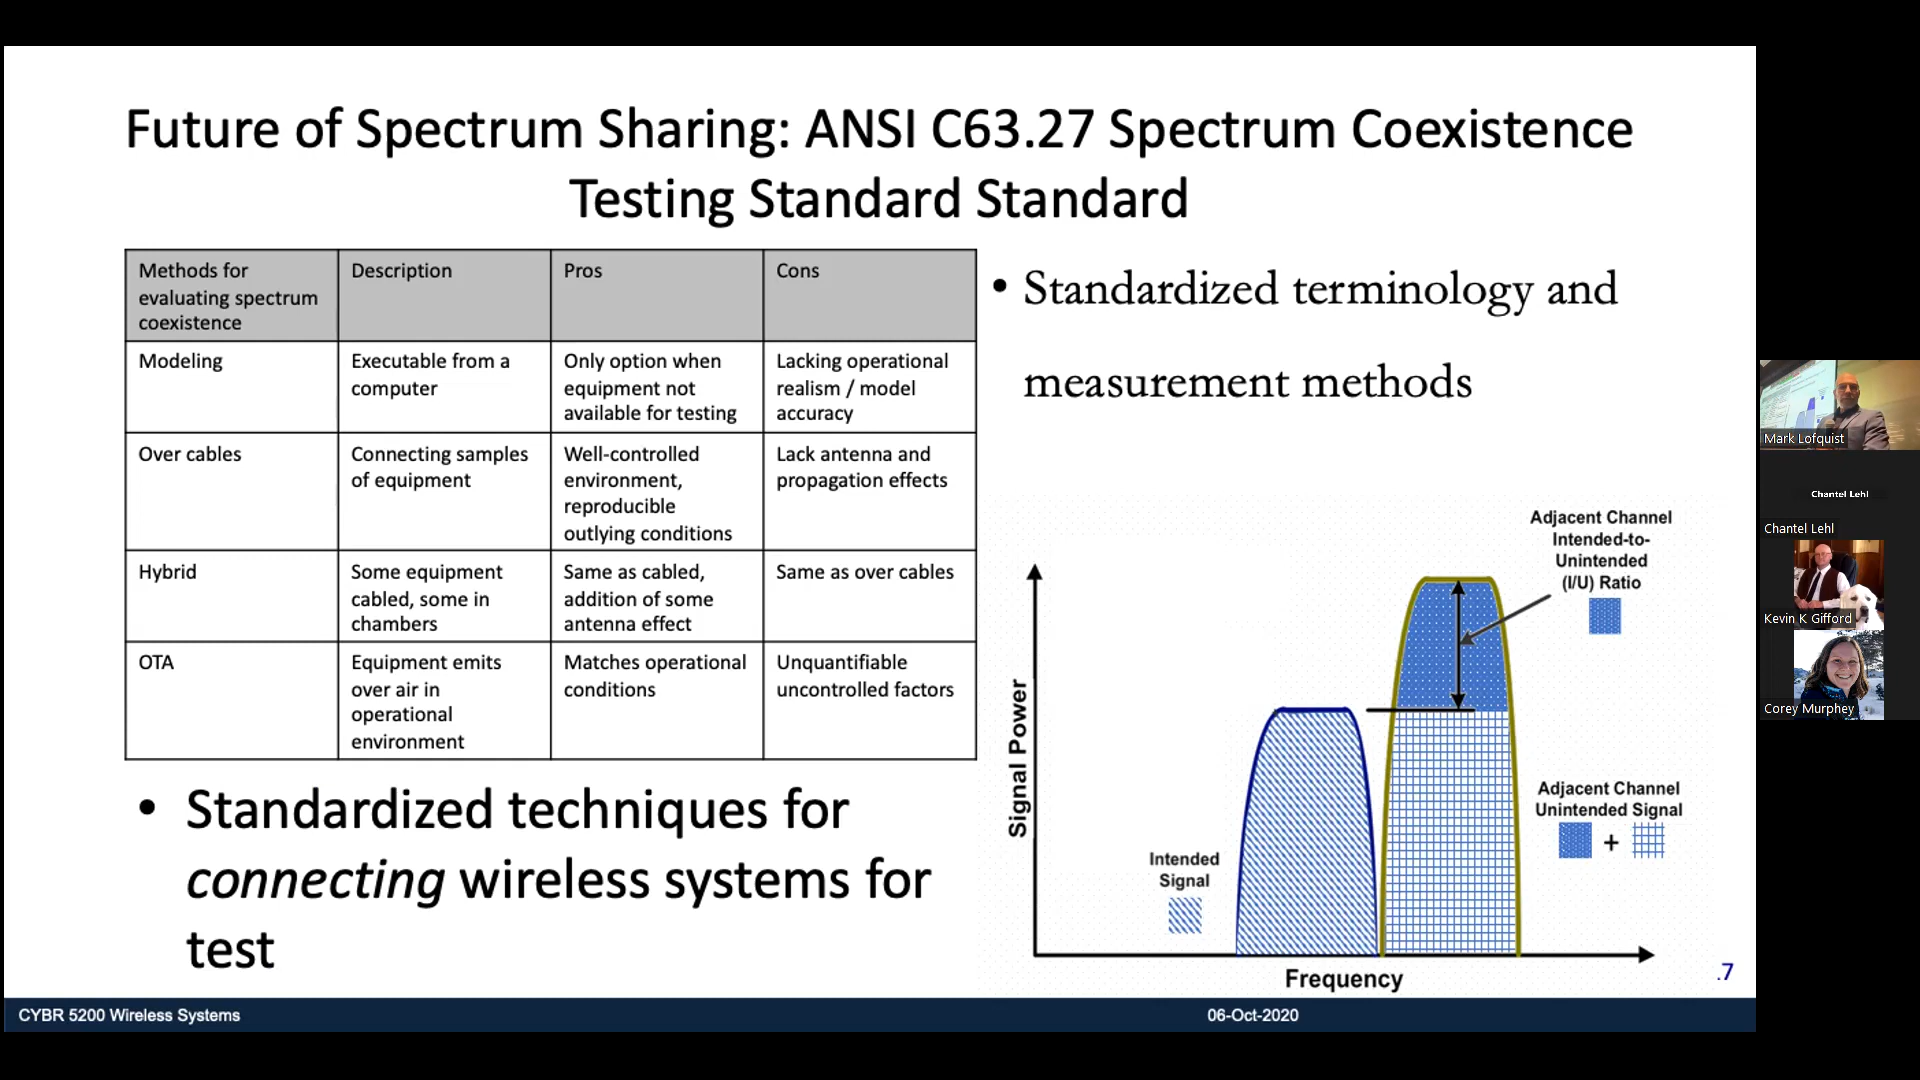 Future of Spectrum Sharing: ANSI C63.27 Spectrum Coexistence
Testing Standard Standard
Methods for
evaluating spectrum
coexistence
Description
Pros
Cons
Modeling
Executable from a
computer
Only option when
equipment not
available for testing
Lacking operational
realism / model
accuracy
Over cables
Connecting samples
of equipment
Well-controlled
environment,
reproducible
outlying conditions
Lack antenna and
propagation effects
Hybrid
Some equipment
cabled, some in
chambers
Same as cabled,
addition of some
antenna effect
Same as over cables
OTA
Equipment emits
over air in
operational
environment
Matches operational
conditions
Unquantifiable
uncontrolled factors
• Standardized techniques for
connecting wireless systems for
test
• Standardized terminology and
measurement methods
Adjacent Channel
Intended-to-
Unintended
(I/U) Ratio
Signal Power
Intended
Signal
Adjacent Channel
Unintended Signal
+
Frequency
.7
CYBR 5200 Wireless Systems
06-Oct-2020
Mark Lofquist
Chantel Lehl
Chantel Lehl
Kevin K Gifford
Corey Murphey